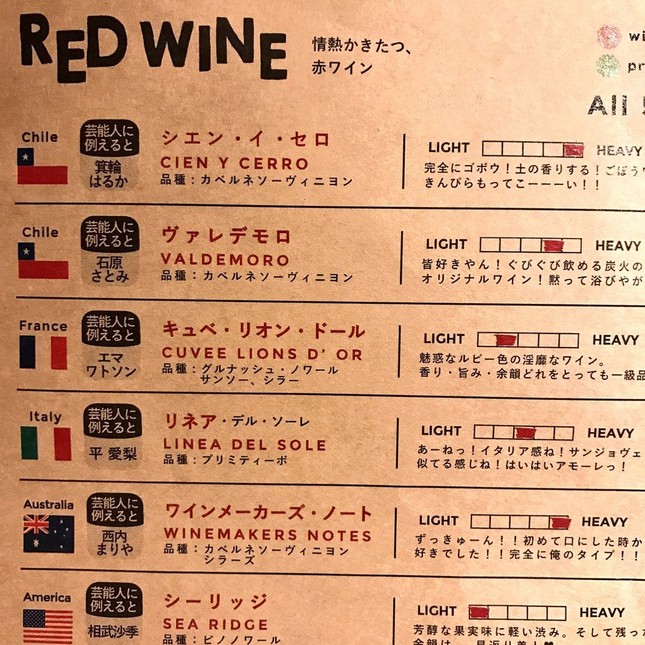 RED WINE
情熱かきたつ、
赤ワイン
All
Chile
芸能人に
例えると
箕輪
はるか
シエン・イ・セロ
CIEN Y CERRO
品種：カベルネソーヴィニヨン
LIGHT HEAVY
完全にゴボウ！土の香りする！ごぼう
きんぴらもってこーーーい！！
Chile
芸能人に
例えると
石原
さとみ
ヴァレデモロ
VALDEMORO
品種：カベルネソーヴィニヨン
LIGHT HEAVY
皆好きやん！ぐびぐび飲める炭火の
オリジナルワイン！黙って浴びやが
France
芸能人に
例えると
エマ
ワトソン
キュベ・リオン・ドール
CUVEE LIONS D' OR
品種：グルナッシュ・ノワール
サンソー、シラー
LIGHT HEAVY
魅惑なルビー色の淫靡なワイン。
香り・旨み・余韻どれをとっても一級品
Italy
芸能人に
例えると
平 愛梨
リネア・デル・ソーレ
LINEA DEL SOLE
品種：プリミティーボ
LIGHT HEAVY
あーねっ！イタリア感ね！サンジョヴェ
似てる感じね！はいはいアモーレっ！
Australia
芸能人に
例えると
西内
まりや
ワインメーカーズ・ノート
WINEMAKERS NOTES
品種：カベルネソーヴィニヨン
シラーズ
LIGHT HEAVY
ずっきゅーん！！初めて口にした時か
好きでした！！完全に俺のタイプ！！
America
芸能人に
例えると
相武沙季
シーリッジ
SEA RIDGE
品種：ピノノワール
LIGHT HEAVY
芳醇な果実味に軽い渋み。そして残っ